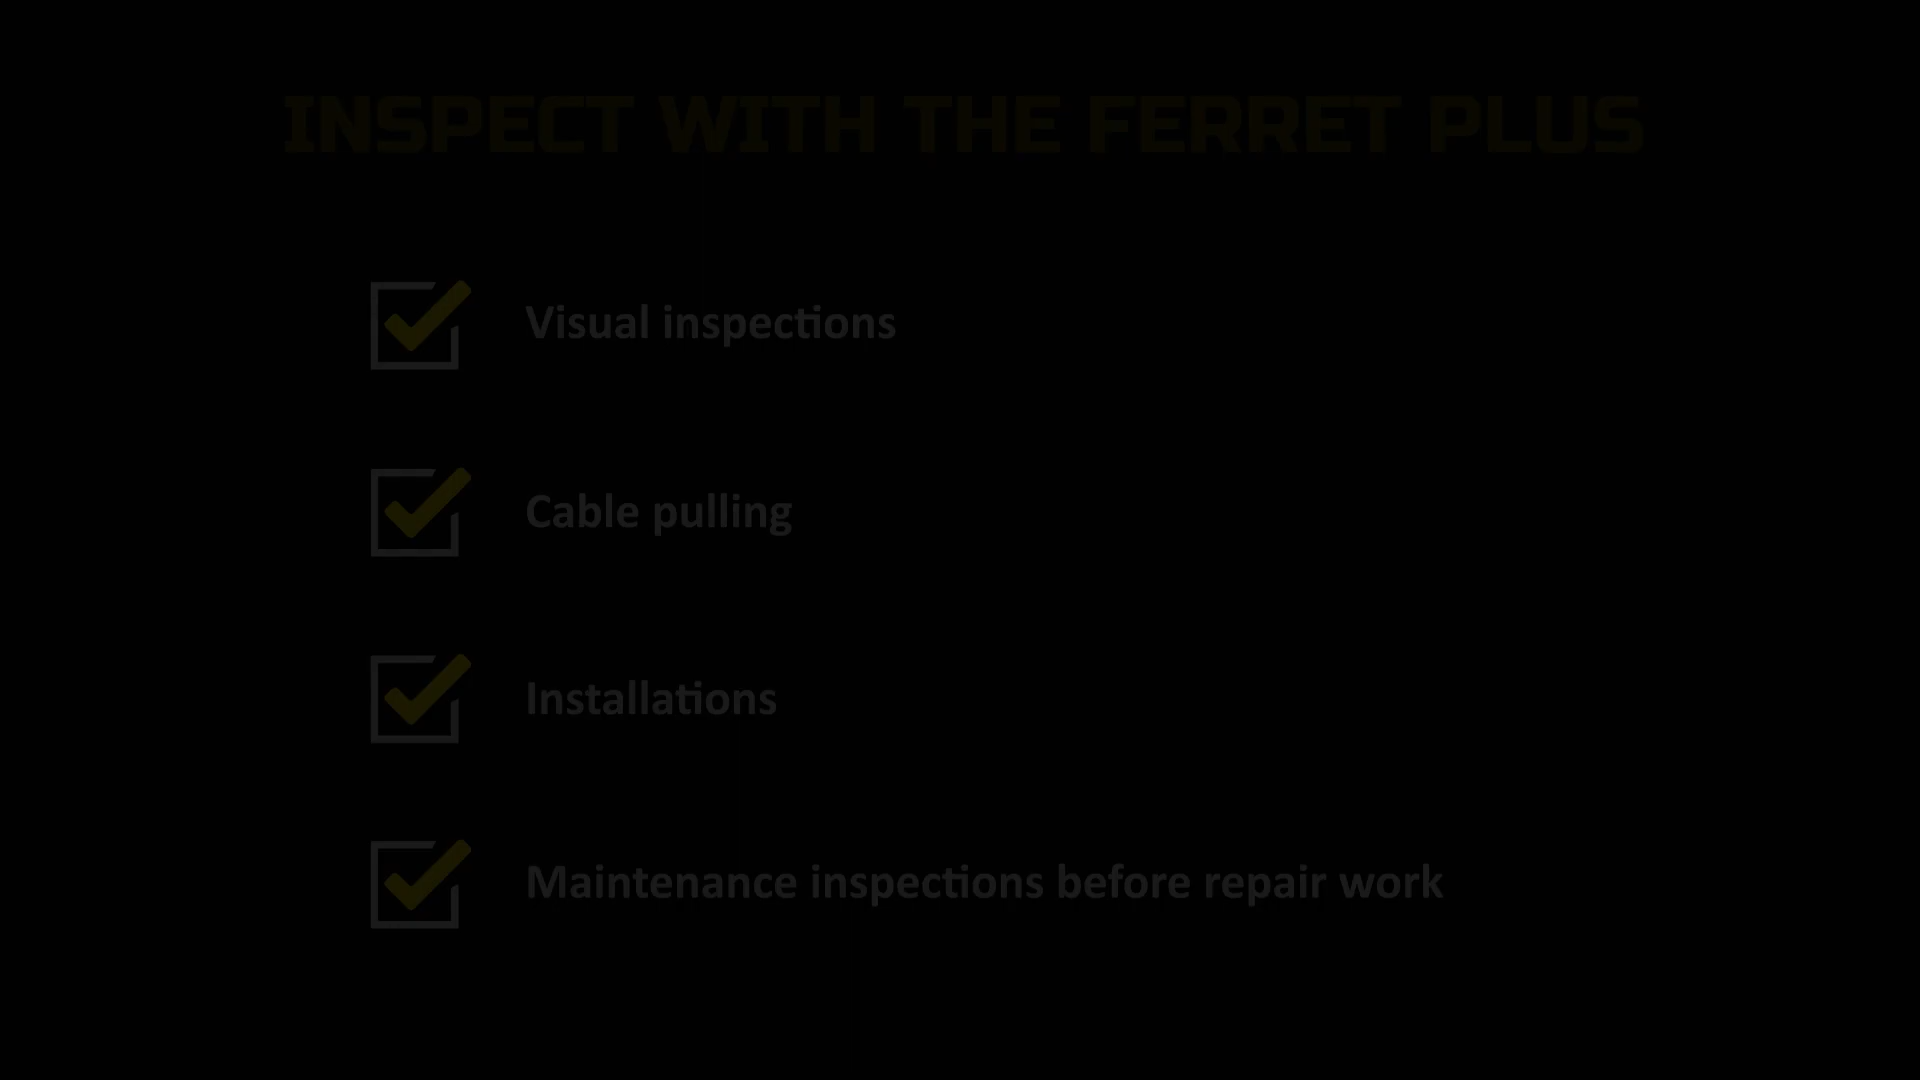 INSPECT WITH THE FERRET PLUS
Visual inspections
Cable pulling
Installations
Maintenance inspections before repair work